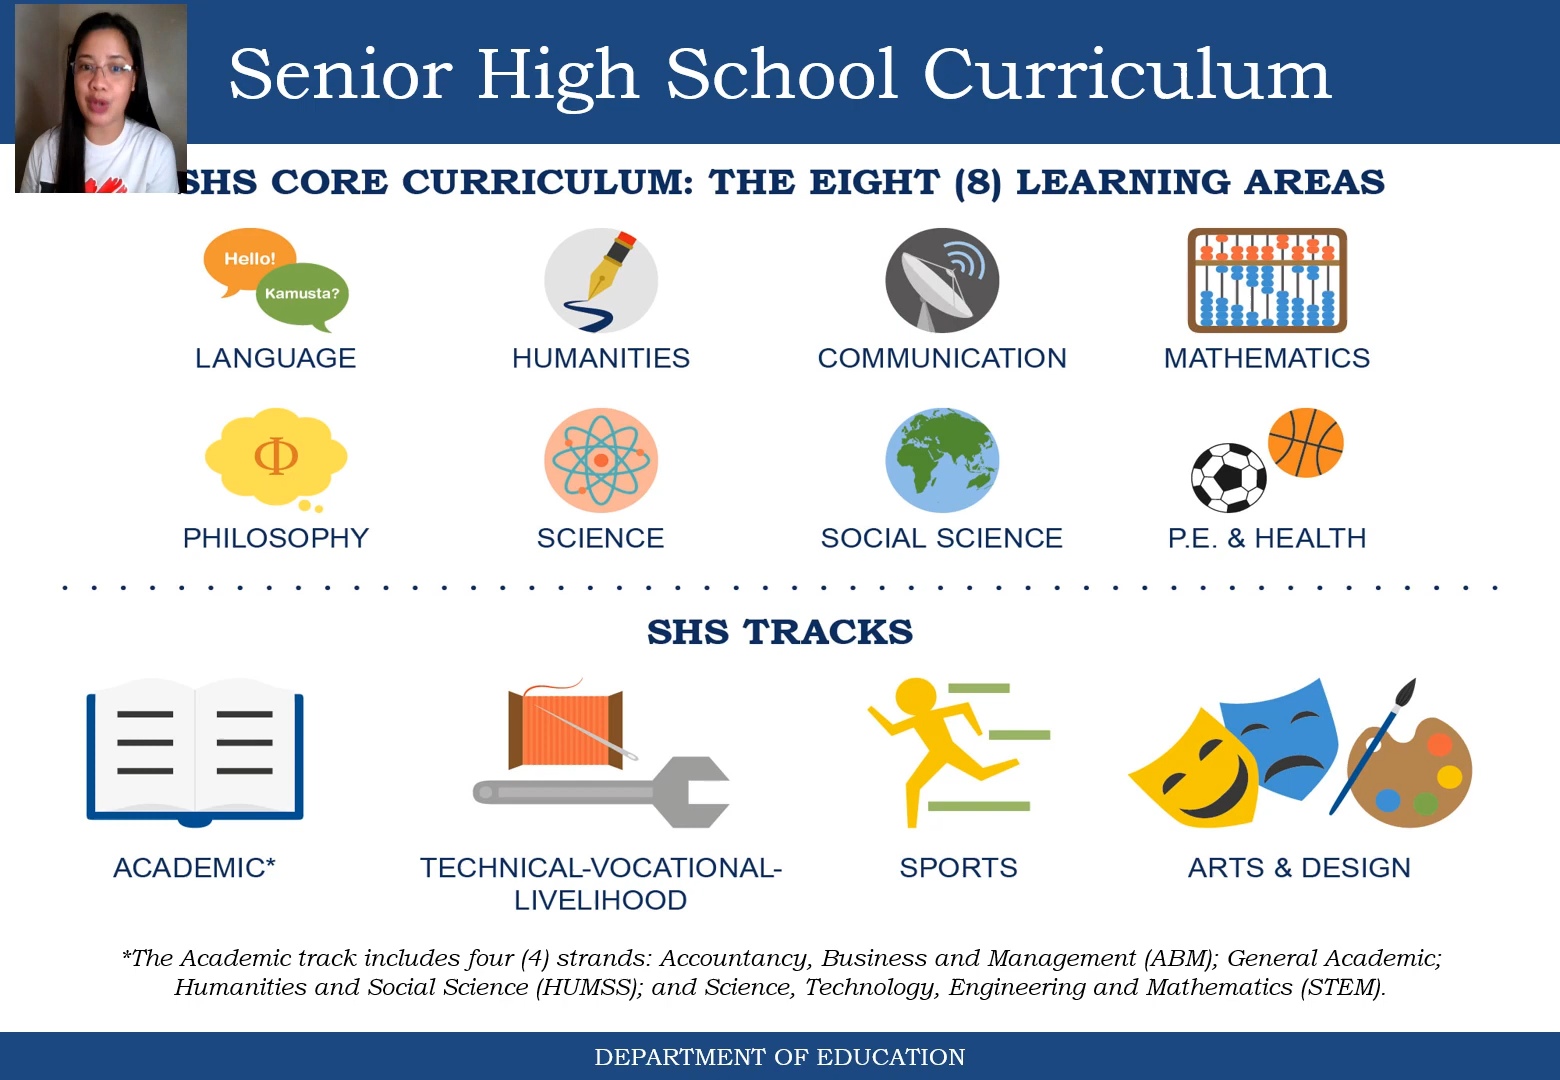 Senior High School Curriculum
SHS CORE CURRICULUM: THE EIGHT (8) LEARNING AREAS
Hello!
Kamusta?
LANGUAGE
HUMANITIES
COMMUNICATION
MATHEMATICS
Φ
PHILOSOPHY
SCIENCE
SOCIAL SCIENCE
P.E. & HEALTH
SHS TRACKS
ACADEMIC*
TECHNICAL-VOCATIONAL-
LIVELIHOOD
SPORTS
ARTS & DESIGN
*The Academic track includes four (4) strands: Accountancy, Business and Management (ABM); General Academic;
Humanities and Social Science (HUMSS); and Science, Technology, Engineering and Mathematics (STEM).
DEPARTMENT OF EDUCATION